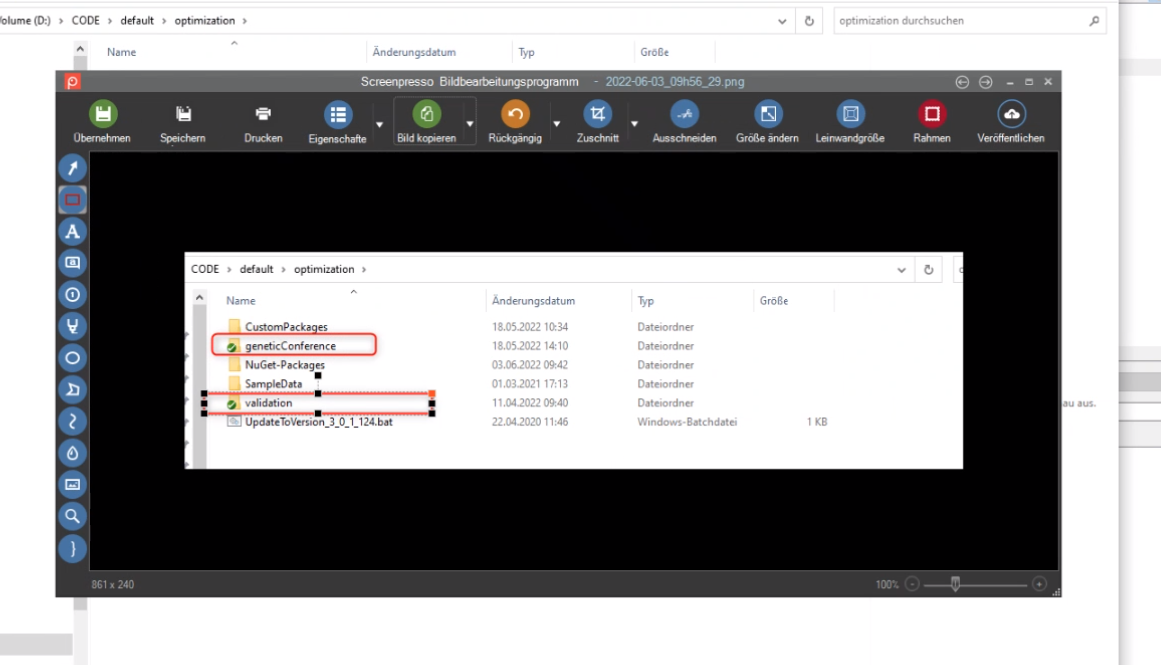 Volume (D:) › CODE › default › optimization ›
optimization durchsuchen
Name Änderungsdatum Typ Größe
Screenpresso Bildbearbeitungsprogramm - 2022-06-03_09h56_29.png
Übernehmen Speichern Drucken Eigenschafte Bild kopieren Rückgängig Zuschnitt Ausschneiden Größe ändern Leinwandgröße Rahmen Veröffentlichen
CODE › default › optimization ›
Name Änderungsdatum Typ Größe
CustomPackages 18.05.2022 10:34 Dateiordner
geneticConference 18.05.2022 14:10 Dateiordner
NuGet-Packages 03.06.2022 09:42 Dateiordner
SampleData 01.03.2021 17:13 Dateiordner
validation 11.04.2022 09:40 Dateiordner
au aus.
UpdateToVersion_3_0_1_124.bat 22.04.2020 11:46 Windows-Batchdatei 1 KB
861 x 240
100%